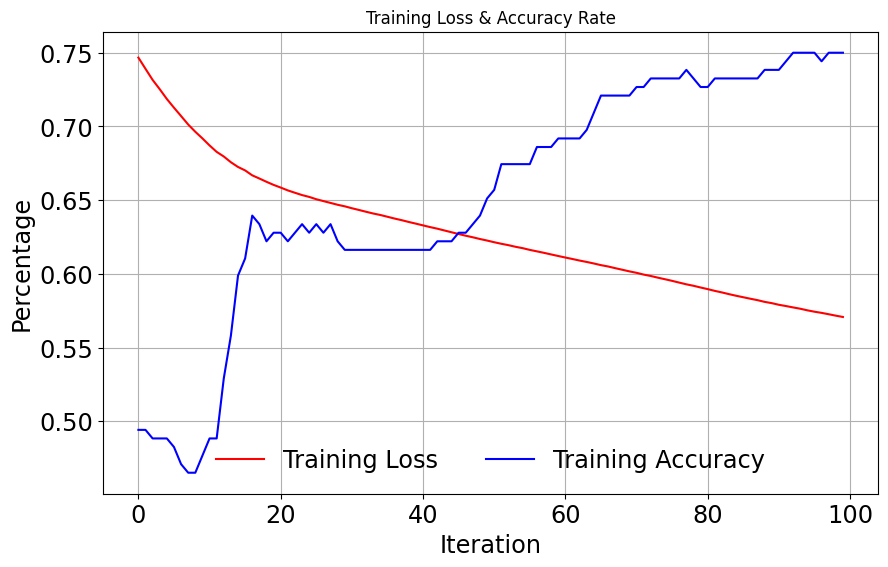 Training Loss & Accuracy Rate
0.75
0.70
0.65
0.60
0.55
0.50
Percentage
Training Loss
Training Accuracy
0 20 40 60 80 100
Iteration